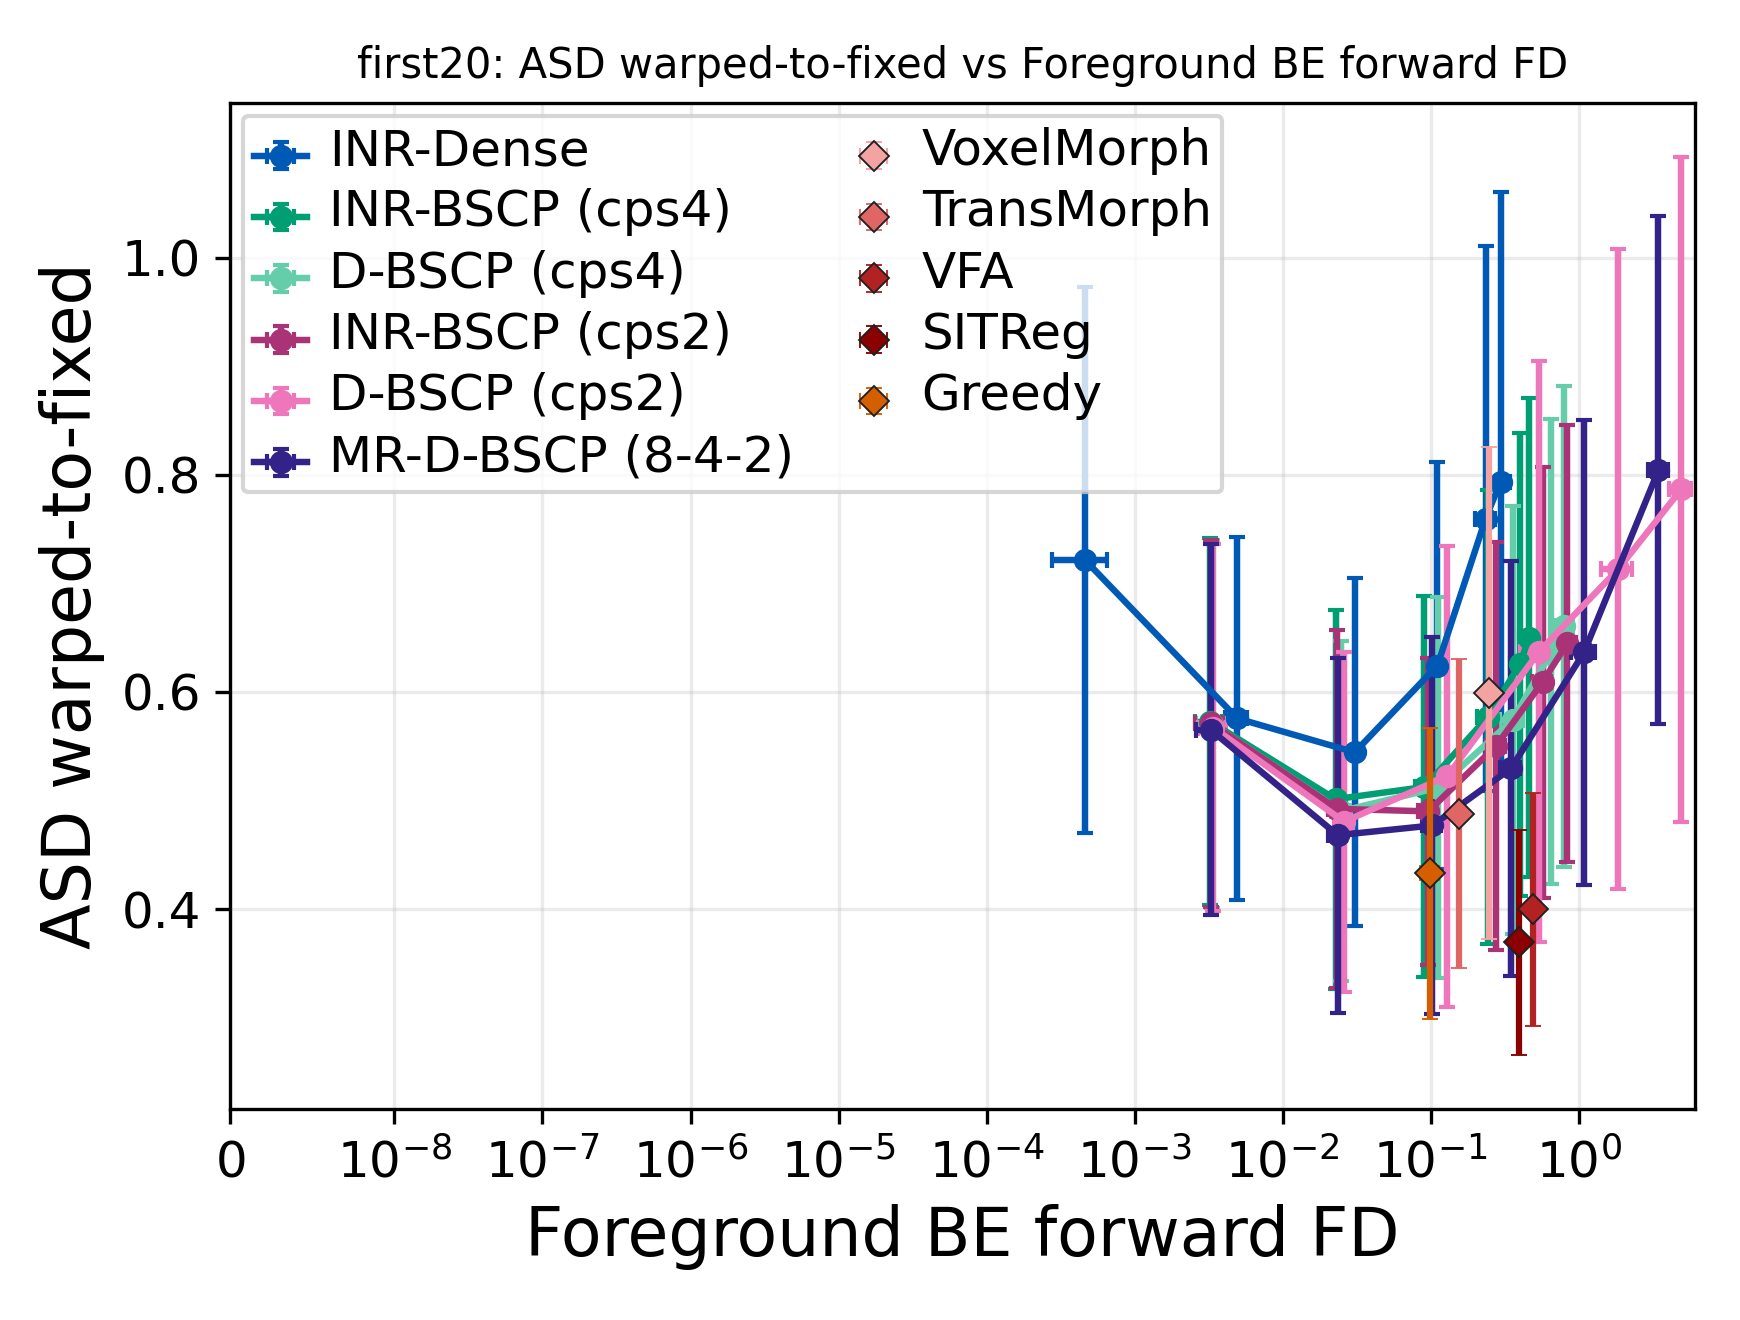 first20: ASD warped-to-fixed vs Foreground BE forward FD
ASD warped-to-fixed
1.0
0.8
0.6
0.4
INR-Dense
INR-BSCP (cps4)
D-BSCP (cps4)
INR-BSCP (cps2)
D-BSCP (cps2)
MR-D-BSCP (8-4-2)
VoxelMorph
TransMorph
VFA
SITReg
Greedy
0 10⁻⁸ 10⁻⁷ 10⁻⁶ 10⁻⁵ 10⁻⁴ 10⁻³ 10⁻² 10⁻¹ 10⁰
Foreground BE forward FD